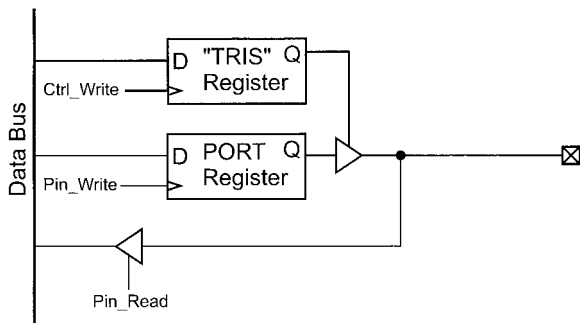 D "TRIS" Q
Register
Ctrl_Write
D PORT Q
Register
Pin_Write
Data Bus
Pin_Read